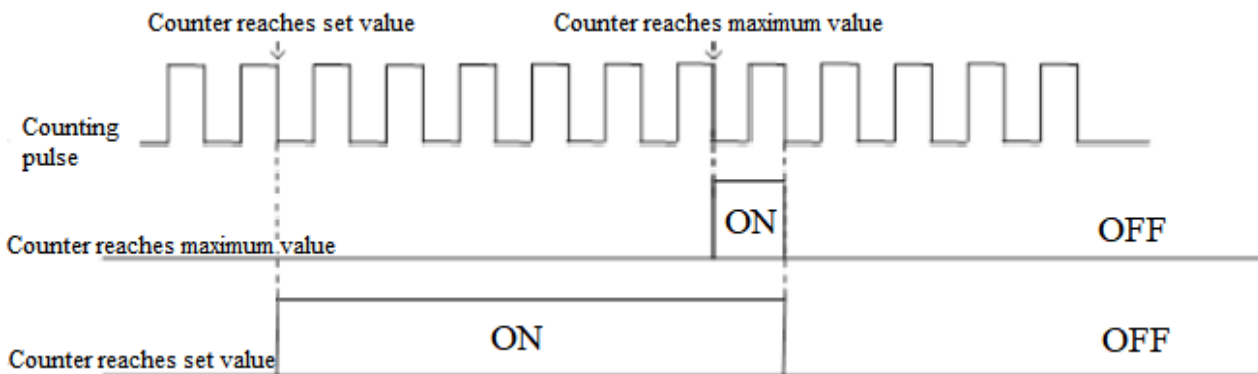 Counter reaches set value
Counter reaches maximum value
Counting
pulse
ON
OFF
Counter reaches maximum value
ON
OFF
Counter reaches set value